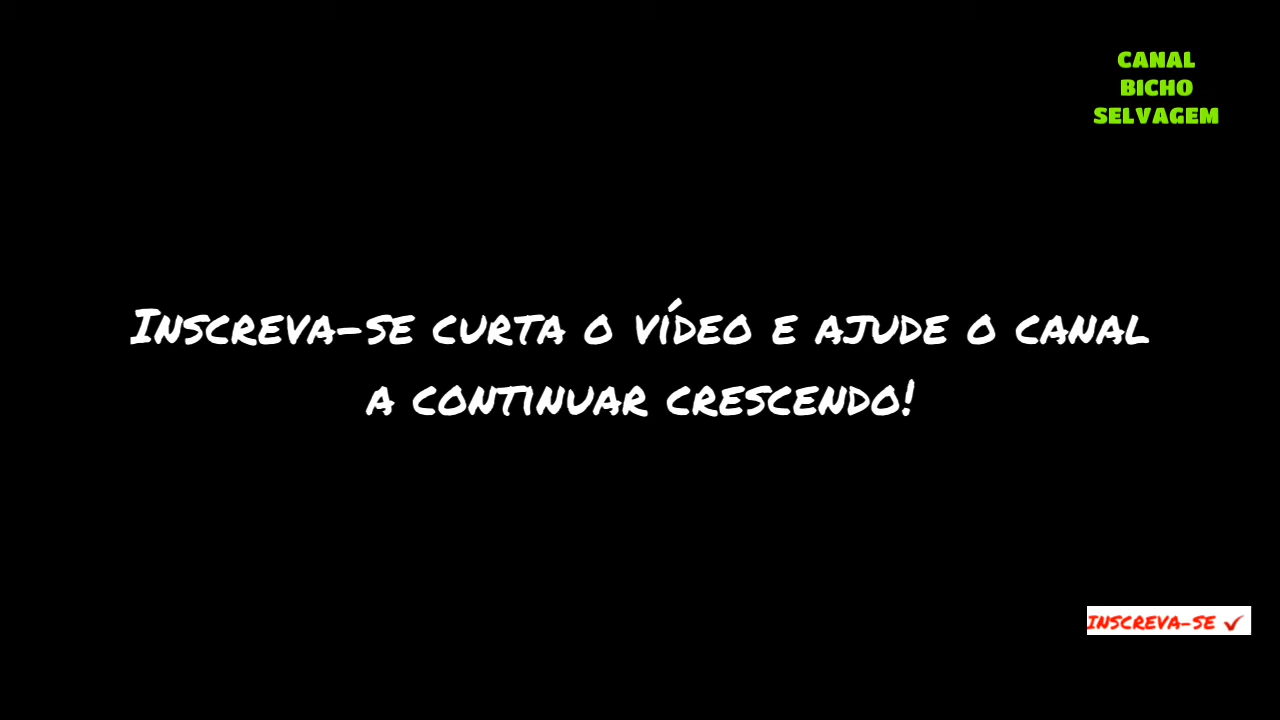 CANAL
BICHO
SELVAGEM
INSCREVA-SE CURTA O VÍDEO E AJUDE O CANAL
A CONTINUAR CRESCENDO!
INSCREVA-SE ✓